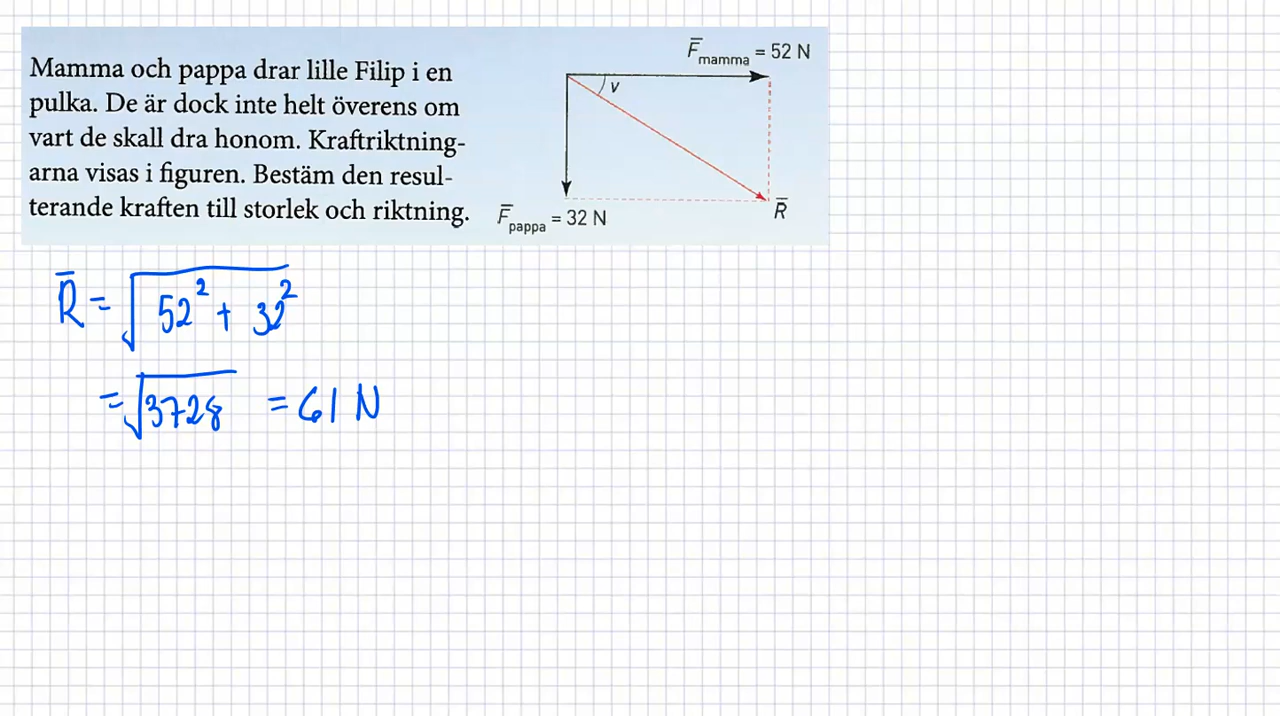 Mamma och pappa drar lille Filip i en
pulka. De är dock inte helt överens om
vart de skall dra honom. Kraftriktning-
arna visas i figuren. Bestäm den resul-
terande kraften till storlek och riktning.
F̅mamma = 52 N
v
F̅pappa = 32 N
R̅
R̅ = √52² + 32²
= √3728 = 61 N